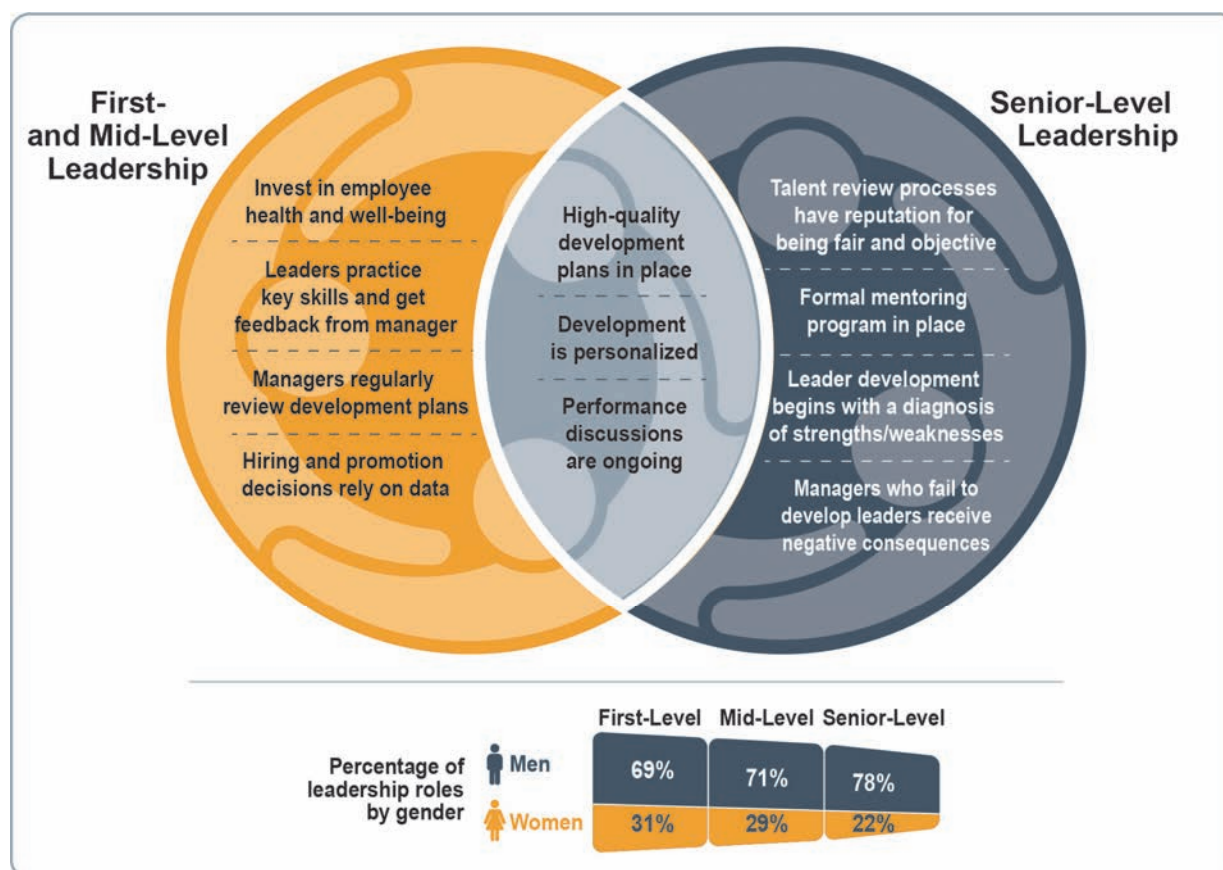 First-
and Mid-Level
Leadership
Invest in employee
health and well-being
Leaders practice
key skills and get
feedback from manager
Managers regularly
review development plans
Hiring and promotion
decisions rely on data
High-quality
development
plans in place
Development
is personalized
Performance
discussions
are ongoing
Senior-Level
Leadership
Talent review processes
have reputation for
being fair and objective
Formal mentoring
program in place
Leader development
begins with a diagnosis
of strengths/weaknesses
Managers who fail to
develop leaders receive
negative consequences
Percentage of
leadership roles
by gender
First-Level Mid-Level Senior-Level
Men 69% 71% 78%
Women 31% 29% 22%